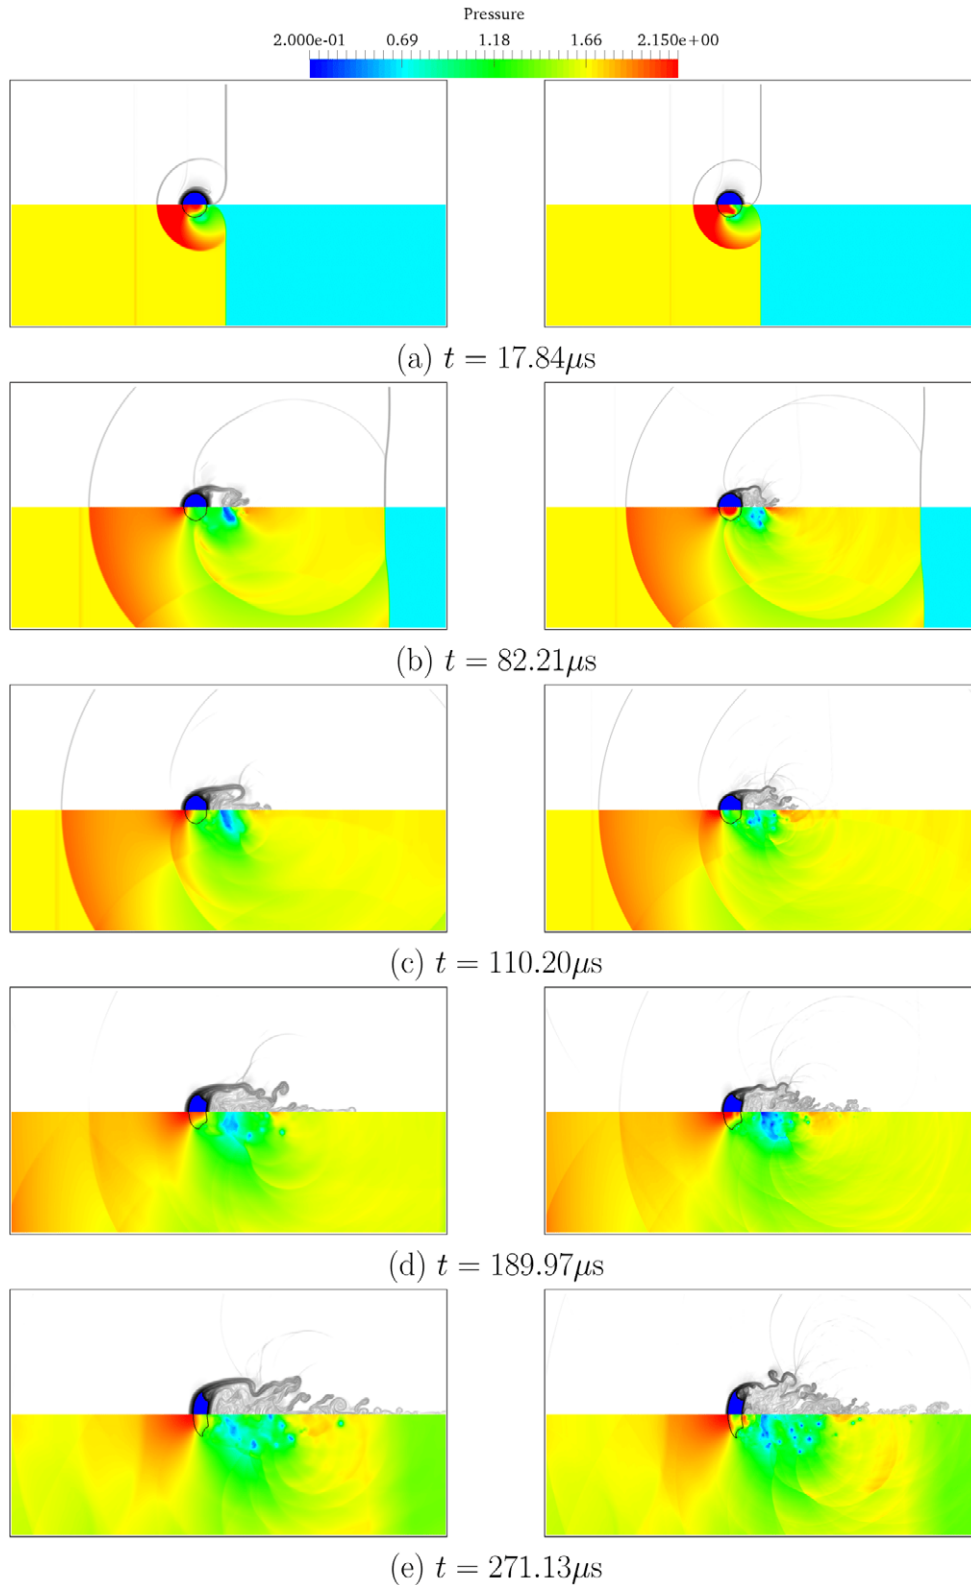 Pressure
2.000e-01 0.69 1.18 1.66 2.150e+00
(a) t = 17.84μs
(b) t = 82.21μs
(c) t = 110.20μs
(d) t = 189.97μs
(e) t = 271.13μs